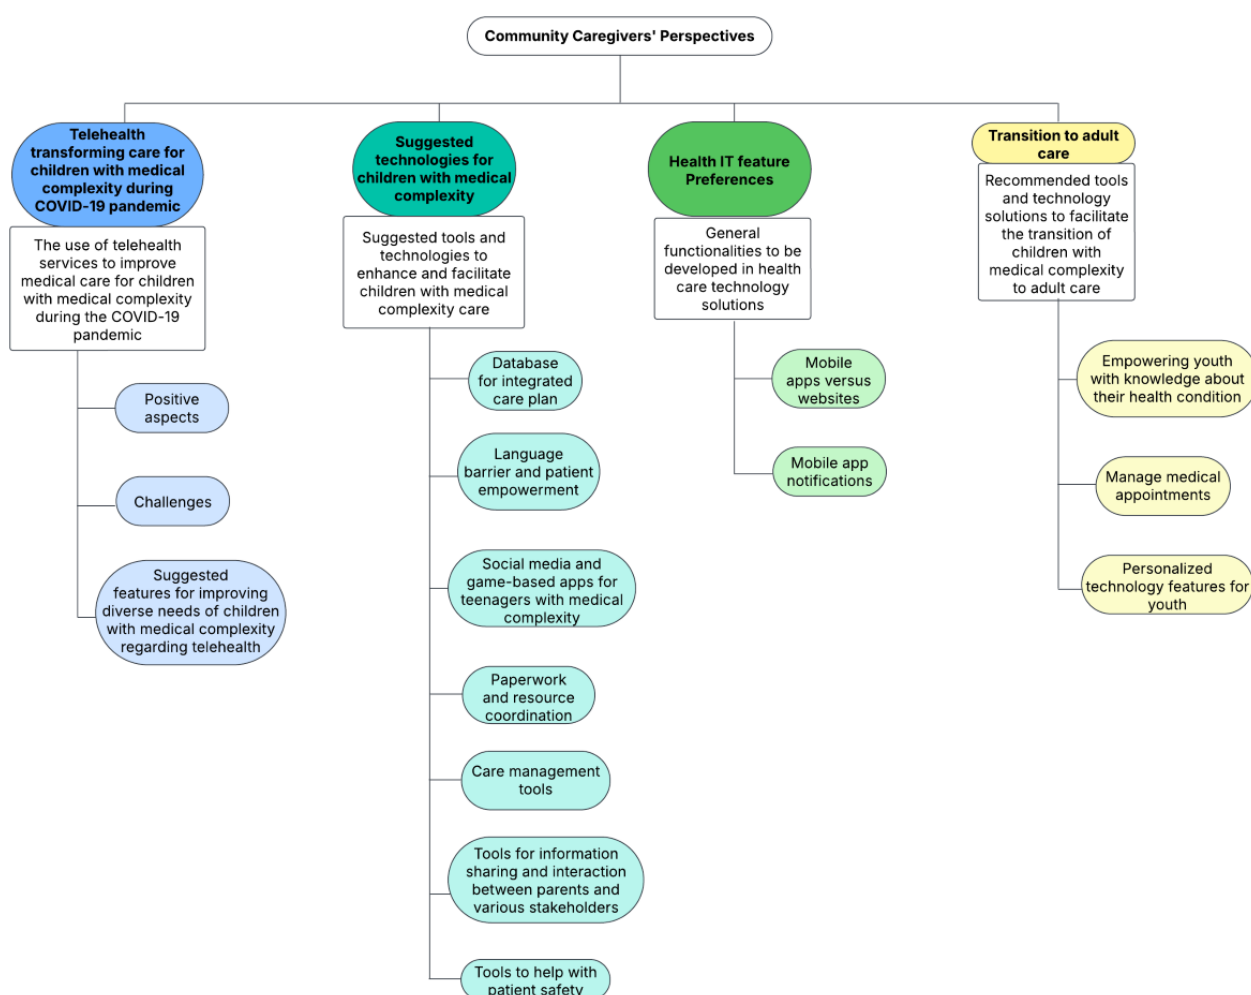 Community Caregivers' Perspectives
Telehealth
transforming care for
children with medical
complexity during
COVID-19 pandemic
The use of telehealth
services to improve
medical care for children
with medical complexity
during the COVID-19
pandemic
Positive
aspects
Challenges
Suggested
features for improving
diverse needs of children
with medical complexity
regarding telehealth
Suggested
technologies for
children with medical
complexity
Suggested tools and
technologies to
enhance and facilitate
children with medical
complexity care
Database
for integrated
care plan
Language
barrier and patient
empowerment
Social media and
game-based apps for
teenagers with medical
complexity
Paperwork
and resource
coordination
Care management
tools
Tools for information
sharing and interaction
between parents and
various stakeholders
Tools to help with
patient safety
Health IT feature
Preferences
General
functionalities to be
developed in health
care technology
solutions
Mobile
apps versus
websites
Mobile app
notifications
Transition to adult
care
Recommended tools
and technology
solutions to facilitate
the transition of
children with
medical complexity
to adult care
Empowering youth
with knowledge about
their health condition
Manage medical
appointments
Personalized
technology features for
youth